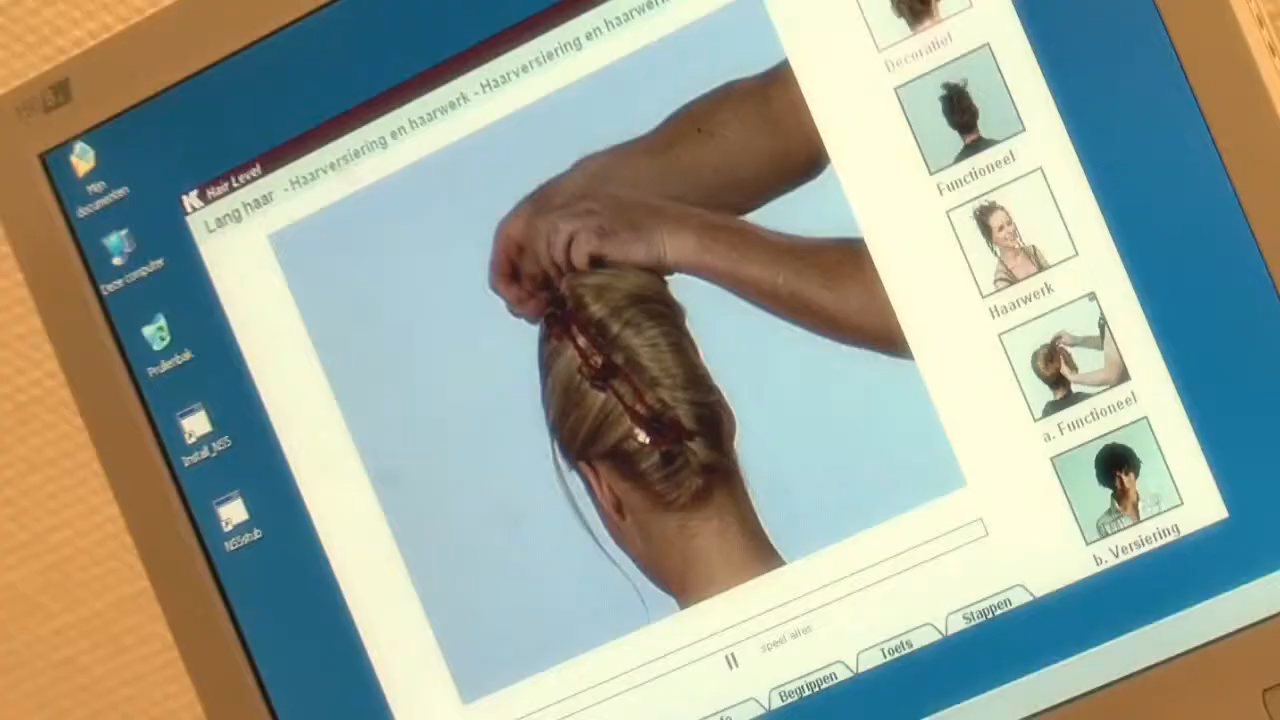 Mijn
documenten
Deze computer
Prullenbak
Install_NSS
NSSstub
Hair Level
Lang haar - Haarversiering en haarwerk - Haarversiering en haarwerk
Decoratief
Functioneel
Haarwerk
a. Functioneel
b. Versiering
speel alles
Begrippen
Toets
Stappen